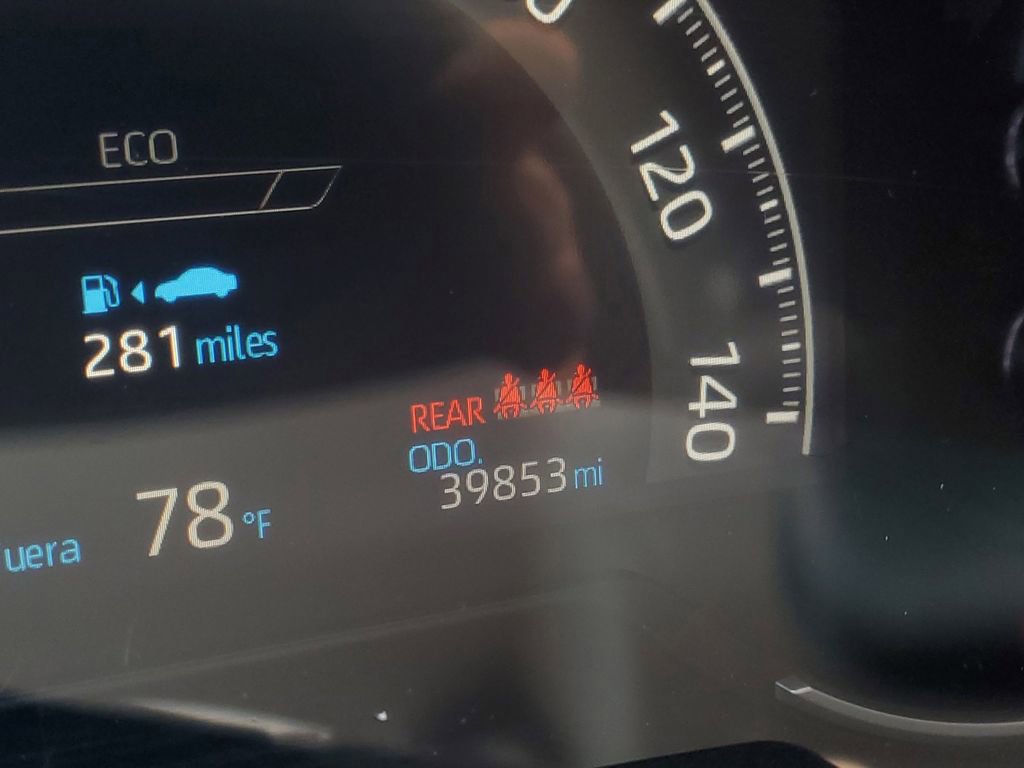 ECO
120
281 miles
140
REAR
ODO.
39853 mi
uera 78 °F